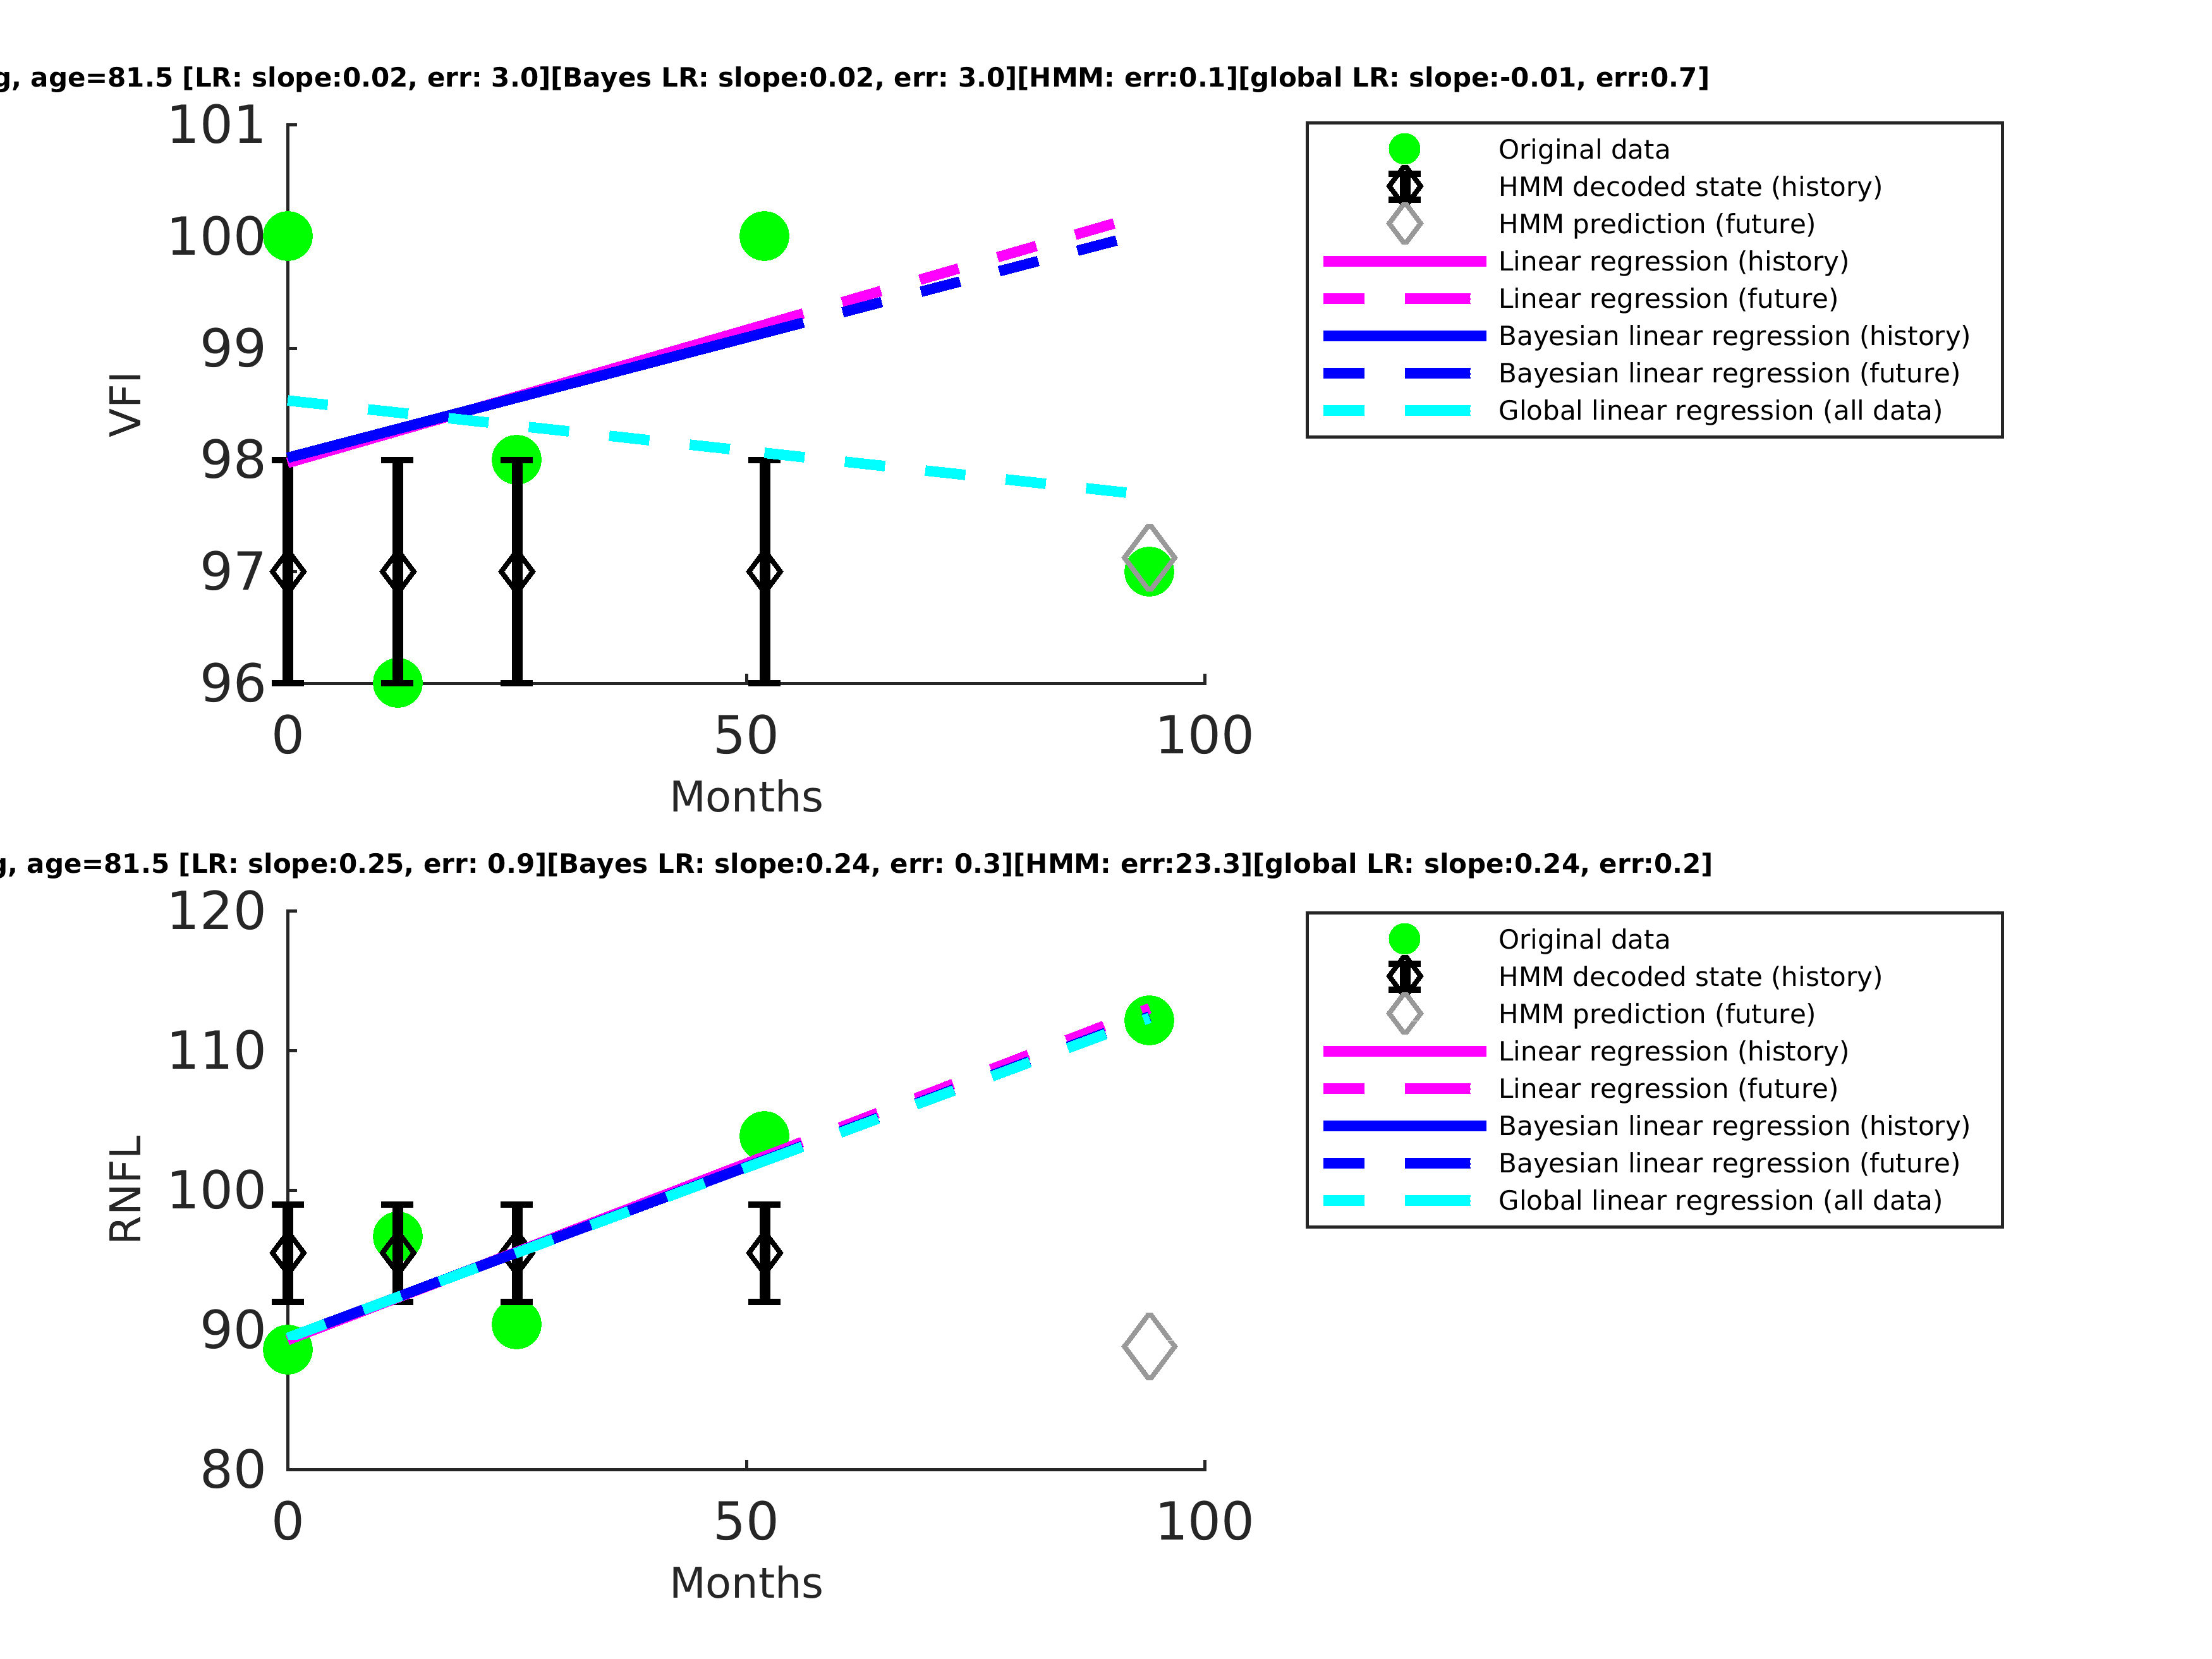 g, age=81.5 [LR: slope:0.02, err: 3.0][Bayes LR: slope:0.02, err: 3.0][HMM: err:0.1][global LR: slope:-0.01, err:0.7]
101
100
99
98
97
96
VFI
0
50
100
Months
Original data
HMM decoded state (history)
HMM prediction (future)
Linear regression (history)
Linear regression (future)
Bayesian linear regression (history)
Bayesian linear regression (future)
Global linear regression (all data)
g, age=81.5 [LR: slope:0.25, err: 0.9][Bayes LR: slope:0.24, err: 0.3][HMM: err:23.3][global LR: slope:0.24, err:0.2]
120
110
100
90
80
RNFL
0
50
100
Months
Original data
HMM decoded state (history)
HMM prediction (future)
Linear regression (history)
Linear regression (future)
Bayesian linear regression (history)
Bayesian linear regression (future)
Global linear regression (all data)